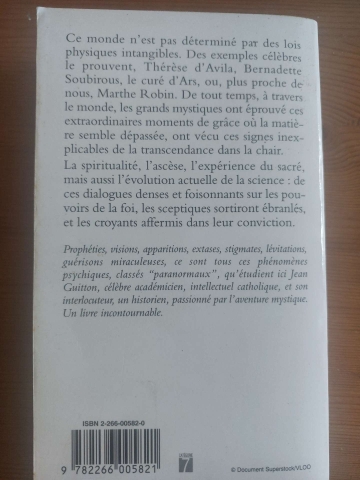 Ce monde n'est pas déterminé par des lois
physiques intangibles. Des exemples célèbres
le prouvent, Thérèse d'Avila, Bernadette
Soubirous, le curé d'Ars, ou, plus proche de
nous, Marthe Robin. De tout temps, à travers
le monde, les grands mystiques ont éprouvé ces
extraordinaires moments de grâce où la matiè-
re semble dépassée, ont vécu ces signes inex-
plicables de la transcendance dans la chair.
La spiritualité, l'ascèse, l'expérience du sacré,
mais aussi l'évolution actuelle de la science : de
ces dialogues denses et foisonnants sur les pou-
voirs de la foi, les sceptiques sortiront ébranlés,
et les croyants affermis dans leur conviction.
Prophéties, visions, apparitions, extases, stigmates, lévitations,
guérisons miraculeuses, ce sont tous ces phénomènes
psychiques, classés "paranormaux", qu'étudient ici Jean
Guitton, célèbre académicien, intellectuel catholique, et son
interlocuteur, un historien, passionné par l'aventure mystique.
Un livre incontournable.
ISBN 2-266-00582-0
9 782266 005821
© Document Superstock/VLOO